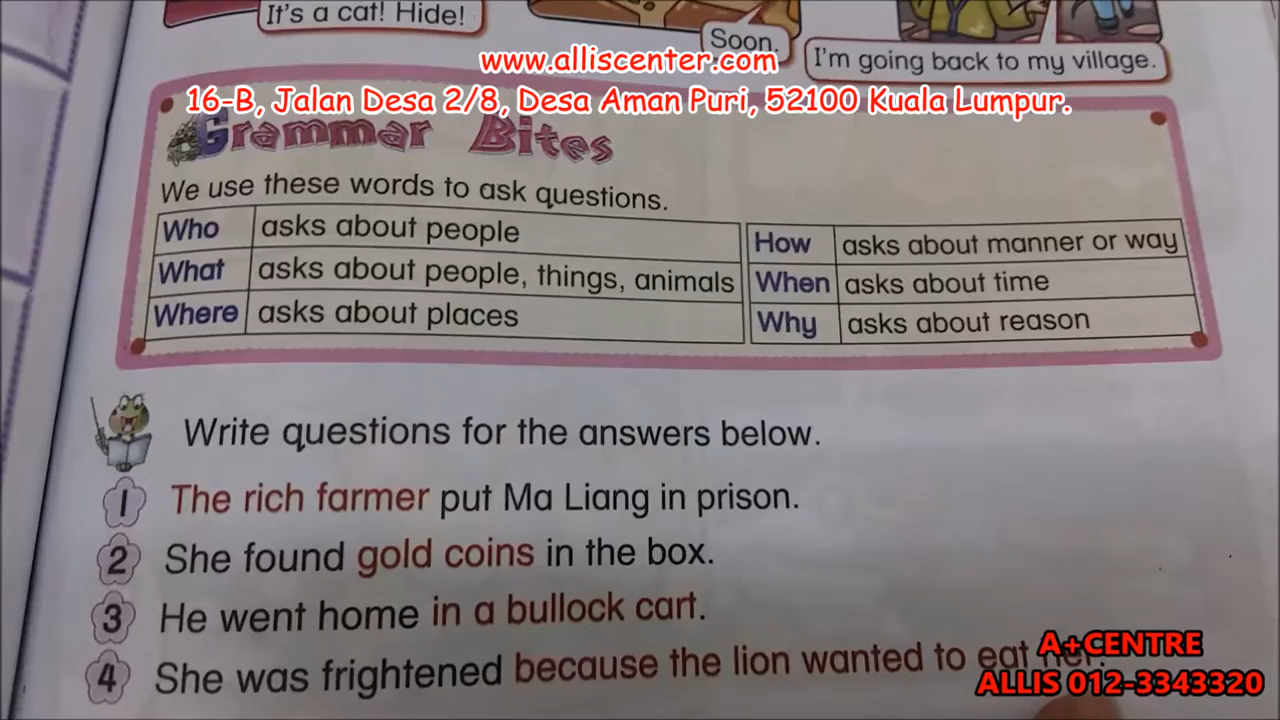 It's a cat! Hide!
Soon.
I'm going back to my village.
www.alliscenter.com
16-B, Jalan Desa 2/8, Desa Aman Puri, 52100 Kuala Lumpur.
Grammar Bites
We use these words to ask questions.
Who asks about people
What asks about people, things, animals
Where asks about places
How asks about manner or way
When asks about time
Why asks about reason
Write questions for the answers below.
1 The rich farmer put Ma Liang in prison.
2 She found gold coins in the box.
3 He went home in a bullock cart.
4 She was frightened because the lion wanted to eat her.
A+CENTRE
ALLIS 012-3343320